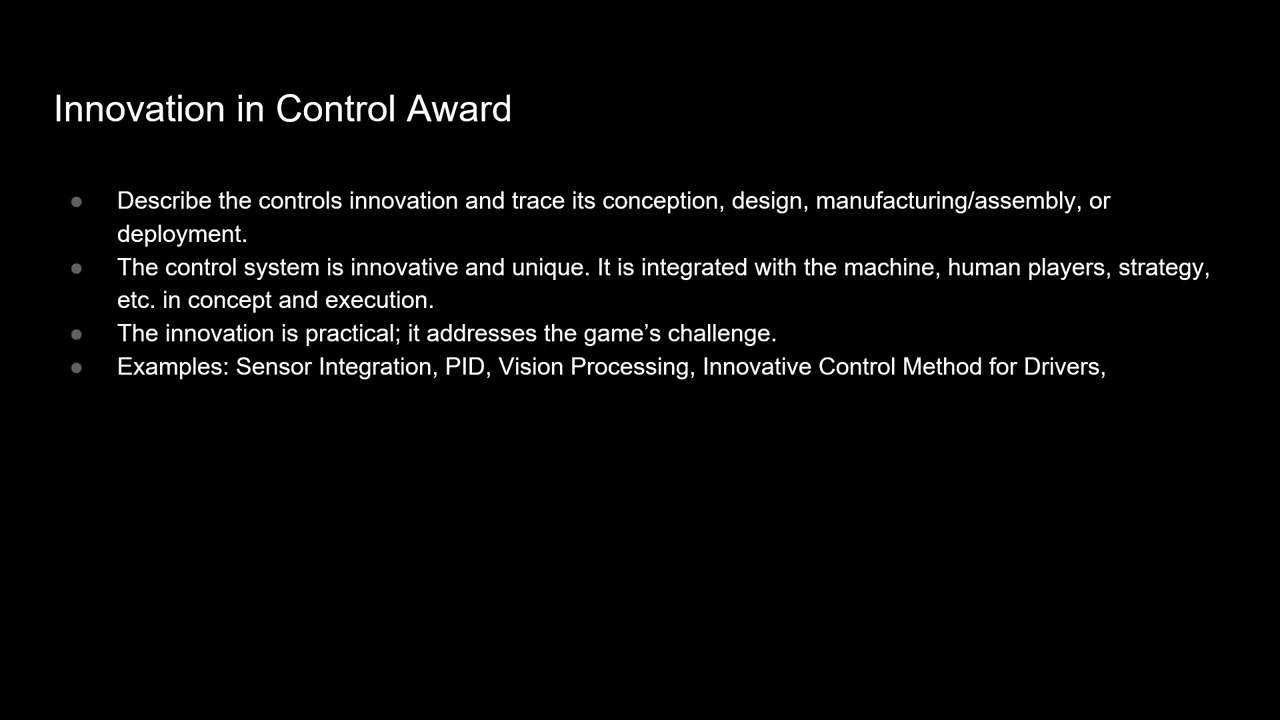 Innovation in Control Award
● Describe the controls innovation and trace its conception, design, manufacturing/assembly, or
deployment.
● The control system is innovative and unique. It is integrated with the machine, human players, strategy,
etc. in concept and execution.
● The innovation is practical; it addresses the game’s challenge.
● Examples: Sensor Integration, PID, Vision Processing, Innovative Control Method for Drivers,